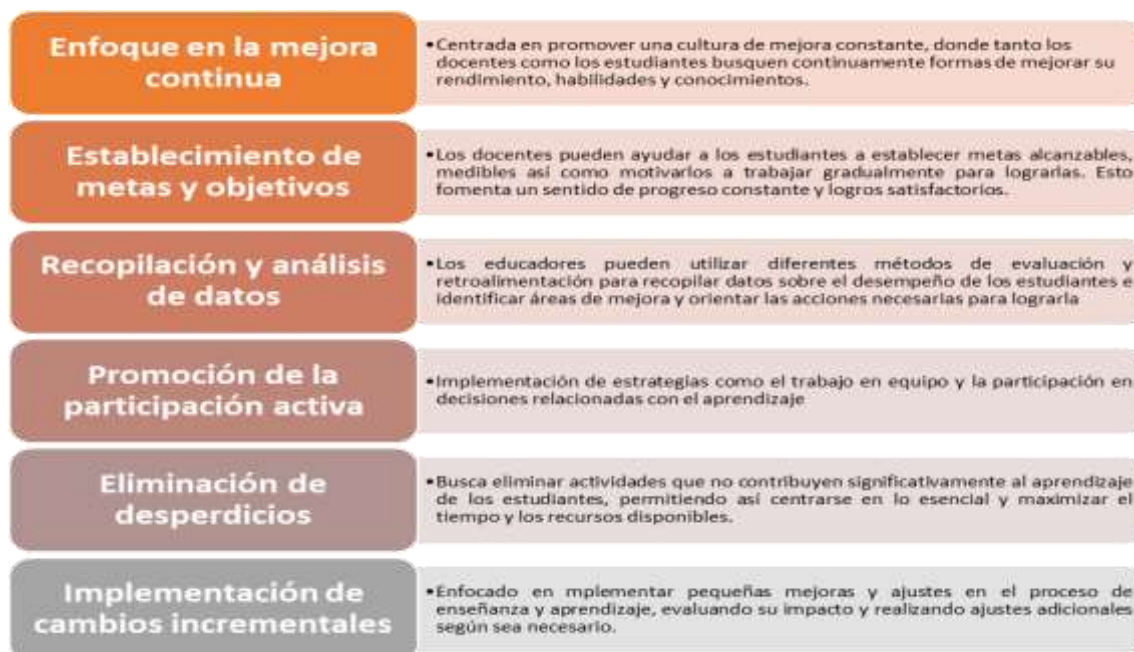 Enfoque en la mejora
continua
•Centrada en promover una cultura de mejora constante, donde tanto los
docentes como los estudiantes busquen continuamente formas de mejorar su
rendimiento, habilidades y conocimientos.
Establecimiento de
metas y objetivos
•Los docentes pueden ayudar a los estudiantes a establecer metas alcanzables,
medibles así como motivarlos a trabajar gradualmente para lograrlas. Esto
fomenta un sentido de progreso constante y logros satisfactorios.
Recopilación y análisis
de datos
•Los educadores pueden utilizar diferentes métodos de evaluación y
retroalimentación para recopilar datos sobre el desempeño de los estudiantes e
identificar áreas de mejora y orientar las acciones necesarias para lograrla
Promoción de la
participación activa
•Implementación de estrategias como el trabajo en equipo y la participación en
decisiones relacionadas con el aprendizaje
Eliminación de
desperdicios
•Busca eliminar actividades que no contribuyen significativamente al aprendizaje
de los estudiantes, permitiendo así centrarse en lo esencial y maximizar el
tiempo y los recursos disponibles.
Implementación de
cambios incrementales
•Enfocado en mplementar pequeñas mejoras y ajustes en el proceso de
enseñanza y aprendizaje, evaluando su impacto y realizando ajustes adicionales
según sea necesario.